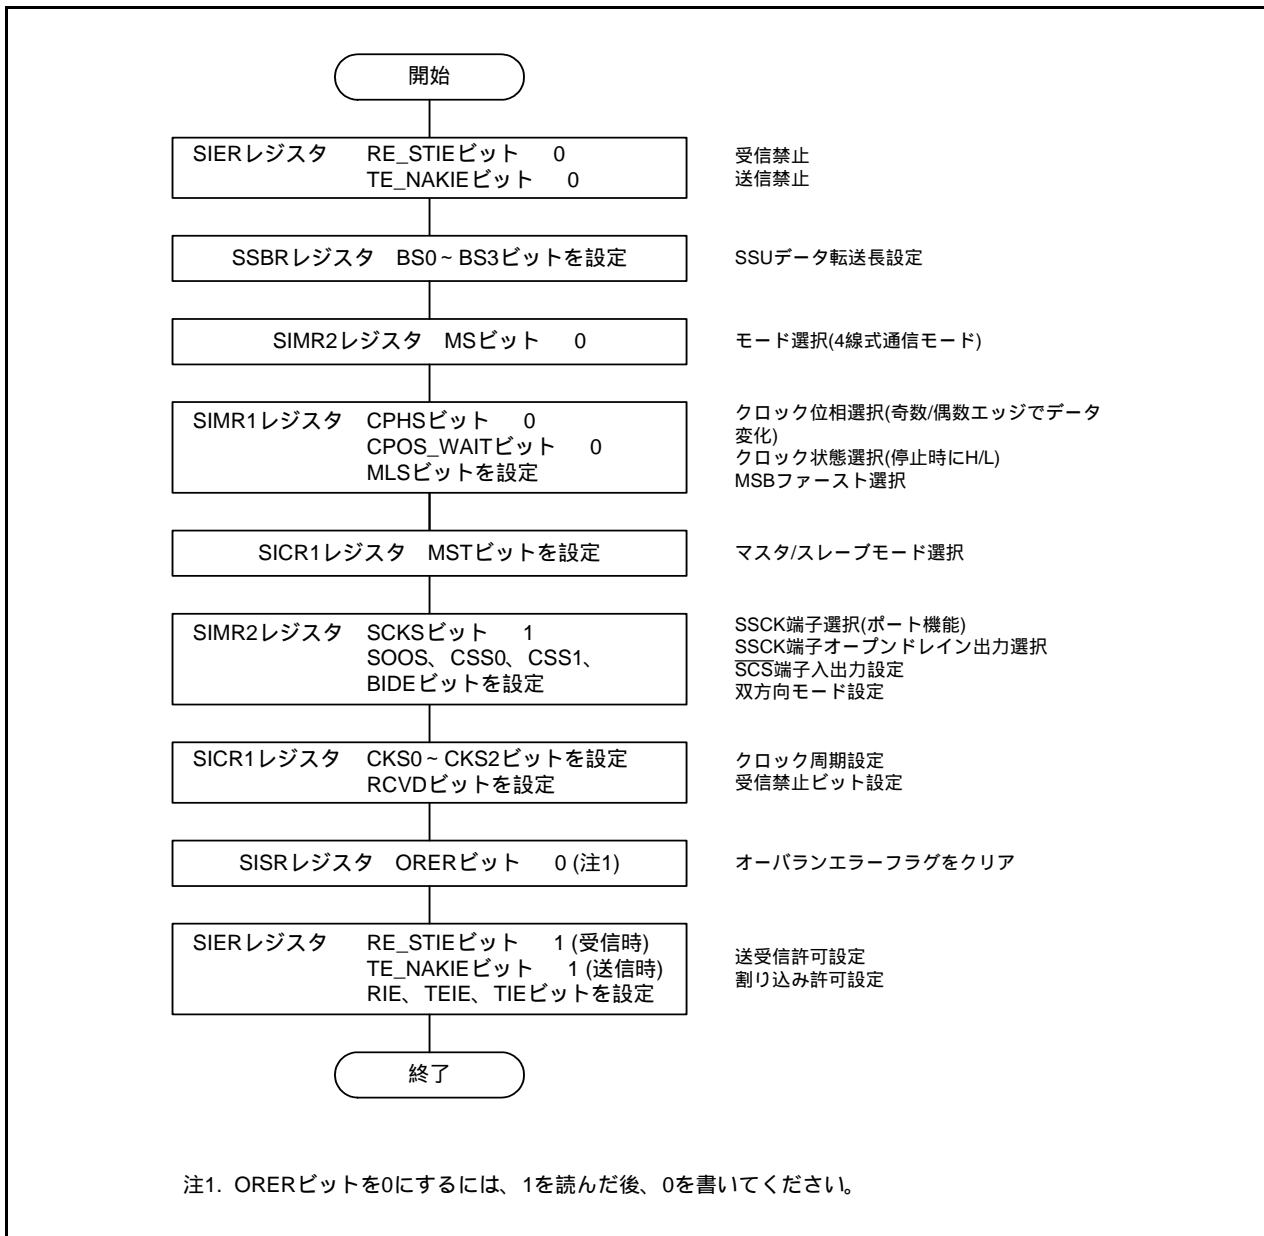 開始
SIERレジスタ RE_STIEビット 0
TE_NAKIEビット 0
受信禁止
送信禁止
SSBRレジスタ BS0~BS3ビットを設定
SSUデータ転送長設定
SIMR2レジスタ MSビット 0
モード選択(4線式通信モード)
SIMR1レジスタ CPHSビット 0
CPOS_WAITビット 0
MLSビットを設定
クロック位相選択(奇数/偶数エッジでデータ
変化)
クロック状態選択(停止時にH/L)
MSBファースト選択
SICR1レジスタ MSTビットを設定
マスタ/スレーブモード選択
SIMR2レジスタ SCKSビット 1
SOOS、CSS0、CSS1、
BIDEビットを設定
SSCK端子選択(ポート機能)
SSCK端子オープンドレイン出力選択
SCS端子入出力設定
双方向モード設定
SICR1レジスタ CKS0~CKS2ビットを設定
RCVDビットを設定
クロック周期設定
受信禁止ビット設定
SISRレジスタ ORERビット 0 (注1)
オーバランエラーフラグをクリア
SIERレジスタ RE_STIEビット 1 (受信時)
TE_NAKIEビット 1 (送信時)
RIE、TEIE、TIEビットを設定
送受信許可設定
割り込み許可設定
終了
注1. ORERビットを0にするには、1を読んだ後、0を書いてください。